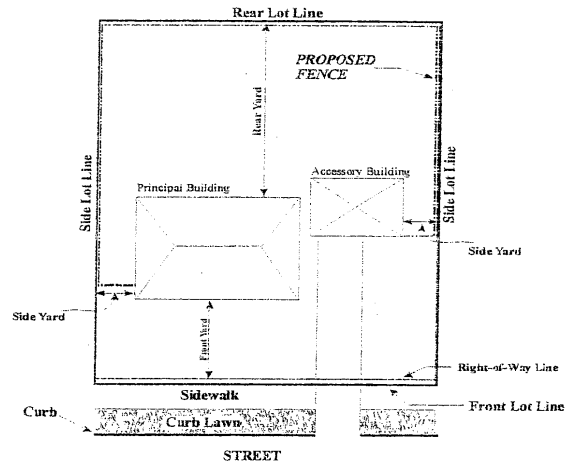 Rear Lot Line
PROPOSED
FENCE
Rear Yard
Accessory Building
Principal Building
Side Lot Line
Side Lot Line
Side Yard
Side Yard
Front Yard
Right-of-Way Line
Sidewalk
Front Lot Line
Curb
Curb Lawn
STREET